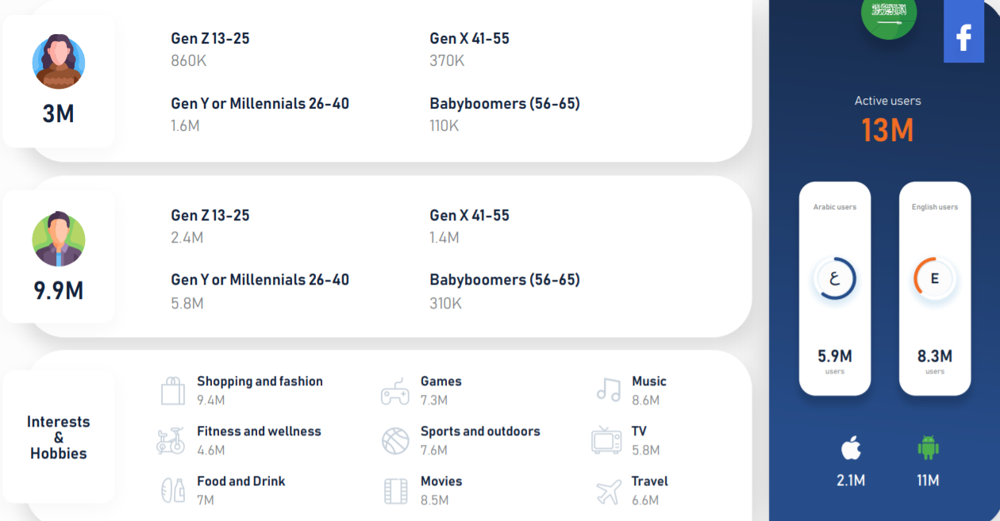 3M
Gen Z 13-25
860K
Gen X 41-55
370K
Gen Y or Millennials 26-40
1.6M
Babyboomers (56-65)
110K
9.9M
Gen Z 13-25
2.4M
Gen X 41-55
1.4M
Gen Y or Millennials 26-40
5.8M
Babyboomers (56-65)
310K
Interests
&
Hobbies
Shopping and fashion
9.4M
Games
7.3M
Music
8.6M
Fitness and wellness
4.6M
Sports and outdoors
7.6M
TV
5.8M
Food and Drink
7M
Movies
8.5M
Travel
6.6M
f
Active users
13M
Arabic users
ع
5.9M
users
English users
E
8.3M
users
2.1M
11M